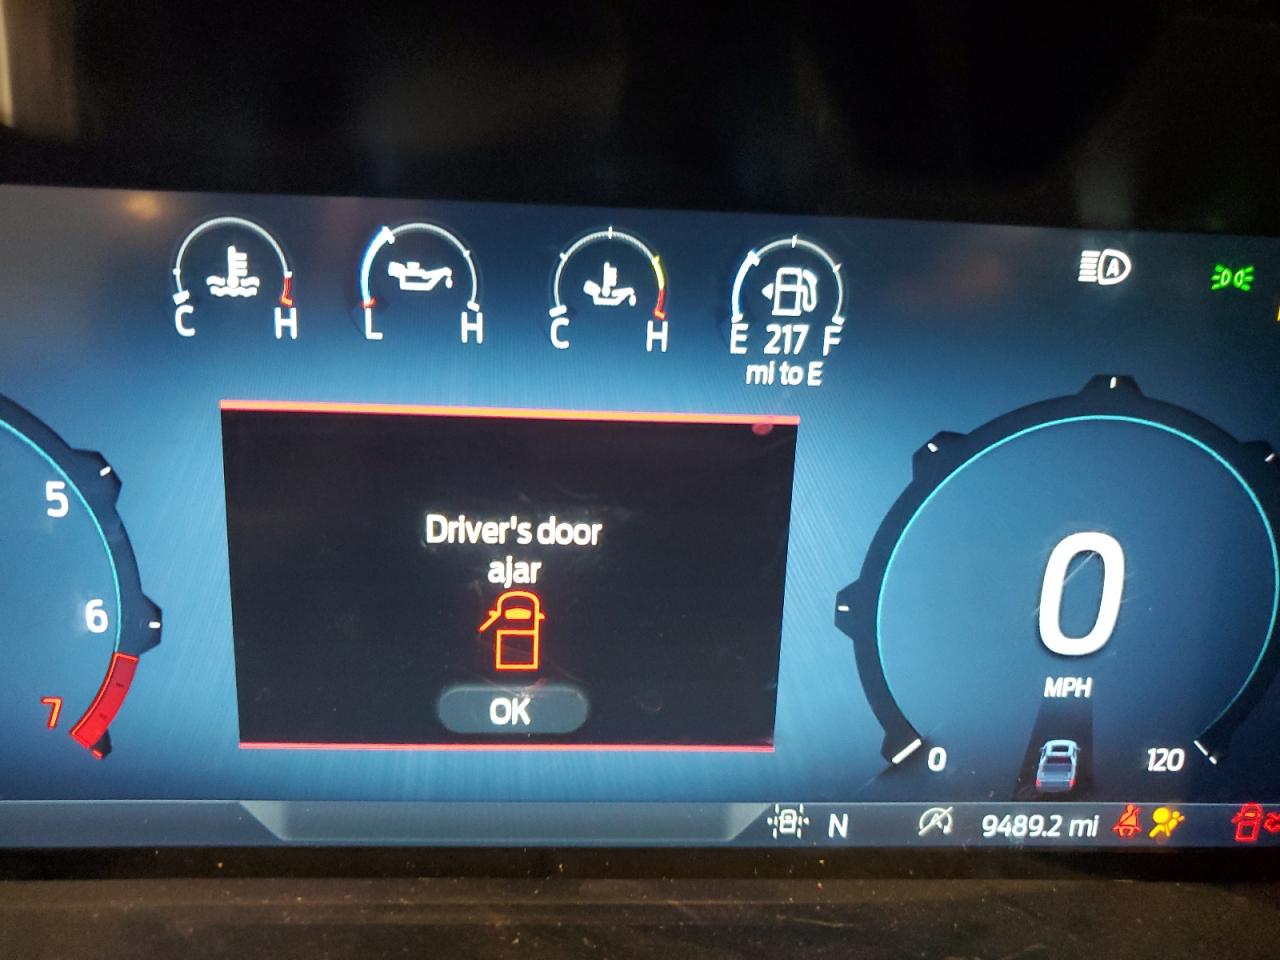 C H
L H
C H
E 217 F
mi to E
A
5
6
7
Driver's door
ajar
OK
0
MPH
0 120
N
9489.2 mi